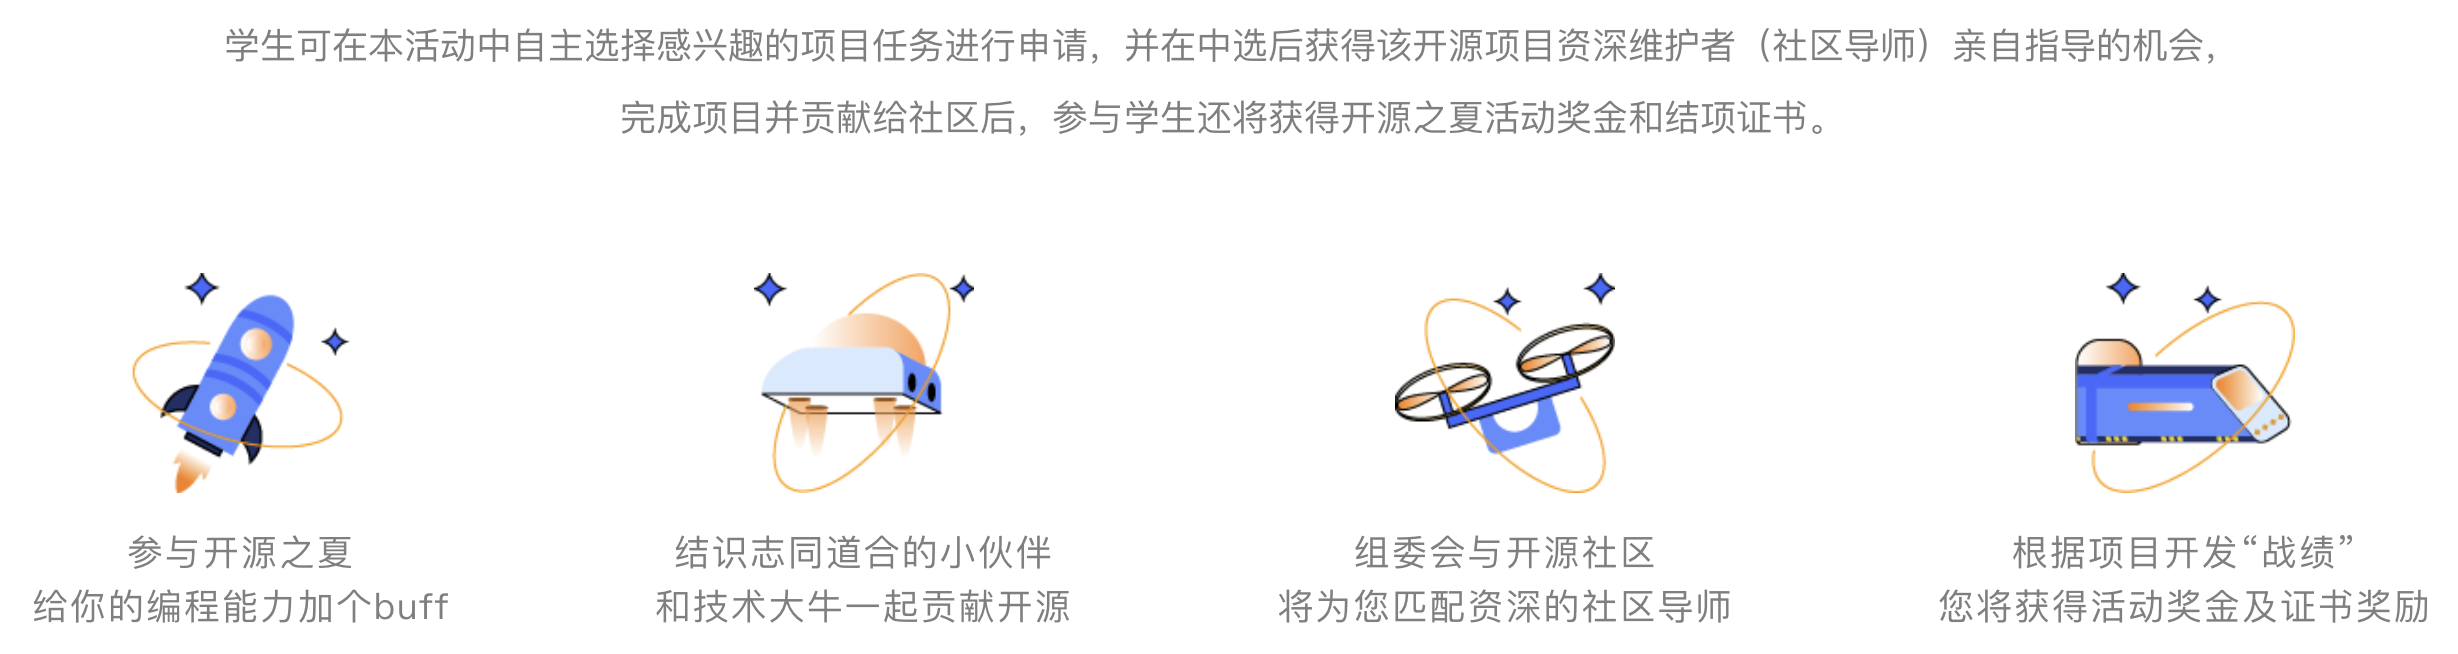 学生可在本活动中自主选择感兴趣的项目任务进行申请，并在中选后获得该开源项目资深维护者（社区导师）亲自指导的机会，
完成项目并贡献给社区后，参与学生还将获得开源之夏活动奖金和结项证书。
参与开源之夏
给你的编程能力加个buff
结识志同道合的小伙伴
和技术大牛一起贡献开源
组委会与开源社区
将为您匹配资深的社区导师
根据项目开发“战绩”
您将获得活动奖金及证书奖励